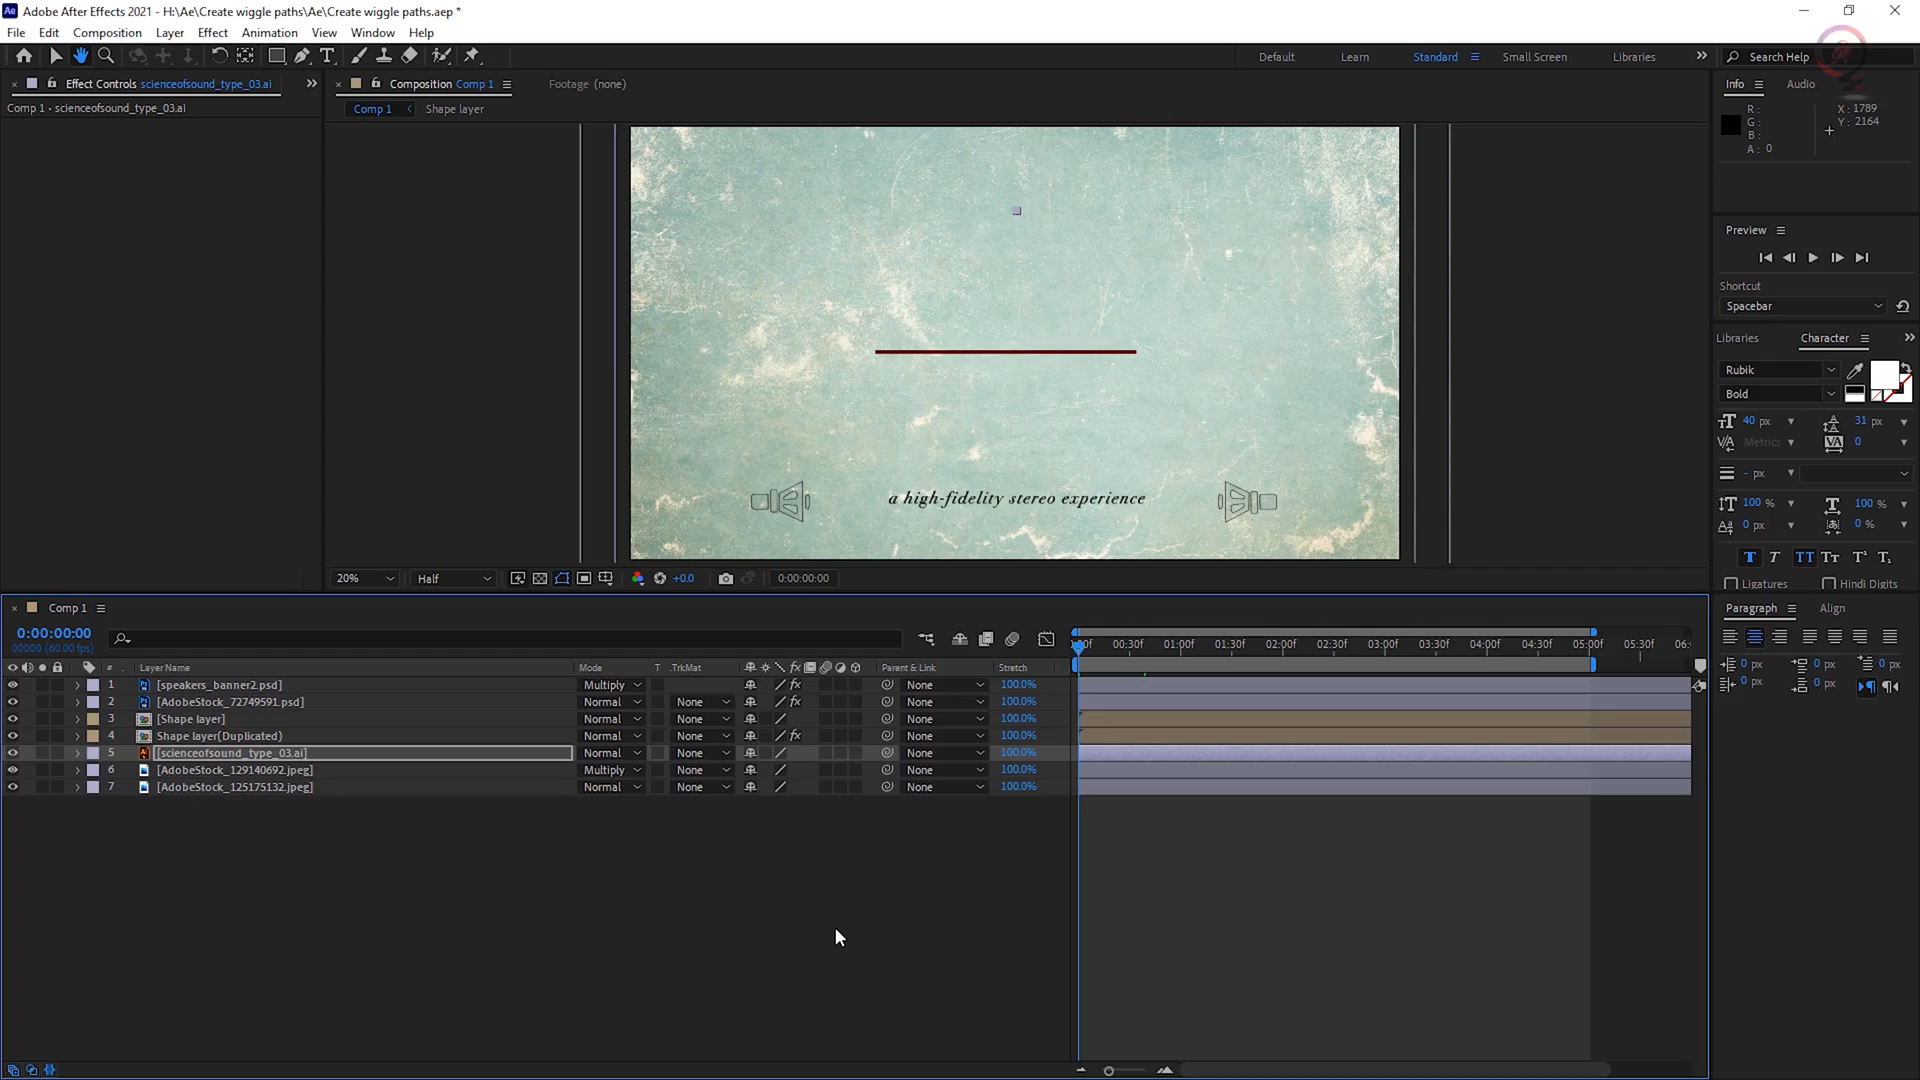 Adobe After Effects 2021 - H:\Ae\Create wiggle paths\Ae\Create wiggle paths.aep *
File Edit Composition Layer Effect Animation View Window Help
Default Learn Standard Small Screen Libraries Search Help
Effect Controls scienceofsound_type_03.ai
Composition Comp 1 Footage (none)
Info Audio
Comp 1 · scienceofsound_type_03.ai
Comp 1 Shape layer
R: X: 1789
G: Y: 2164
B:
A: 0
Preview
Shortcut
Spacebar
Libraries Character
Rubik
Bold
40 px 31 px
Metrics 0
- px
100 % 100 %
0 px 0 %
Ligatures Hindi Digits
a high-fidelity stereo experience
20% Half +0.0 0:00:00:00
Comp 1
Paragraph Align
0:00:00:00
00000 (60.00 fps)
:00f 00:30f 01:00f 01:30f 02:00f 02:30f 03:00f 03:30f 04:00f 04:30f 05:00f 05:30f 06:
0 px 0 px 0 px
0 px 0 px
# Layer Name Mode T .TrkMat Parent & Link Stretch
1 [speakers_banner2.psd] Multiply None 100.0%
2 [AdobeStock_72749591.psd] Normal None None 100.0%
3 [Shape layer] Normal None None 100.0%
4 Shape layer(Duplicated) Normal None None 100.0%
5 [scienceofsound_type_03.ai] Normal None None 100.0%
6 [AdobeStock_129140692.jpeg] Multiply None None 100.0%
7 [AdobeStock_125175132.jpeg] Normal None None 100.0%